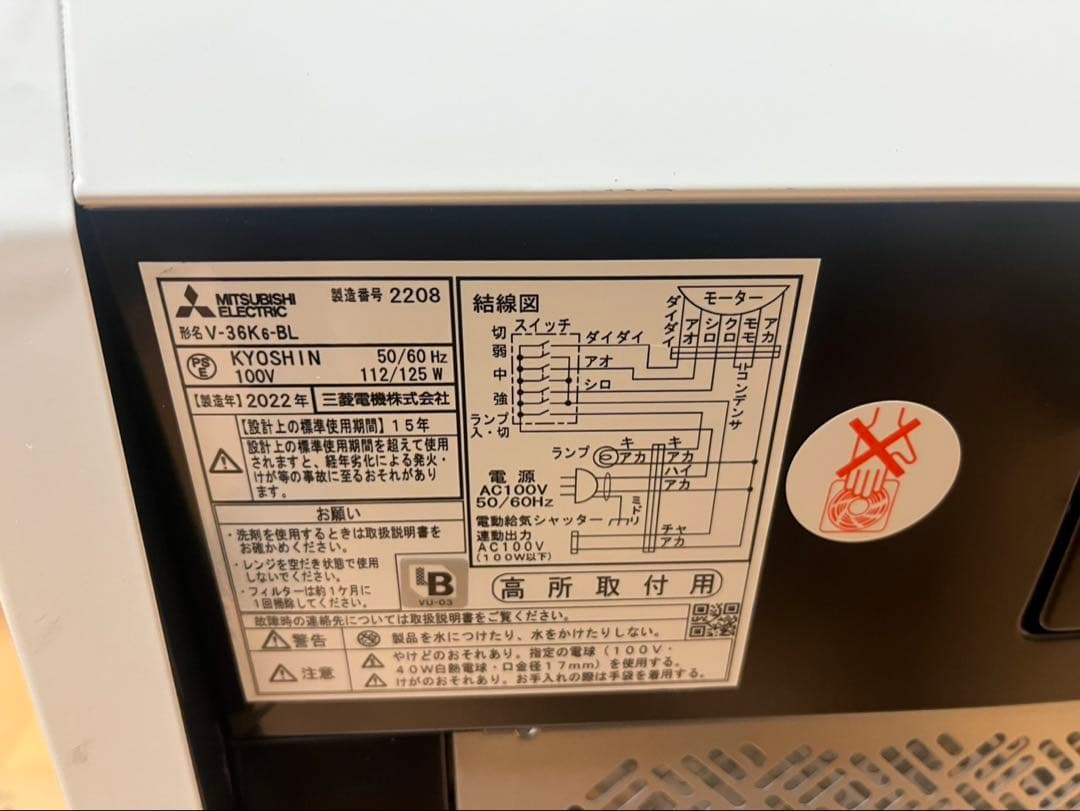 MITSUBISHI
ELECTRIC
製造番号 2208
形名 V-36K6-BL
PSE
KYOSHIN 50/60 Hz
100V 112/125 W
【製造年】2022年 三菱電機株式会社
【設計上の標準使用期間】15年
設計上の標準使用期間を超えて使用
されますと、経年劣化による発火・
けが等の事故に至るおそれがあり
ます。
お願い
・洗剤を使用するときは取扱説明書を
お確かめください。
・レンジを空だき状態で使用
しないでください。
・フィルターは約1ケ月に
1回掃除してください。
B
VU-03
結線図
モーター
スイッチ
切
弱
中
強
ランプ
入・切
ダイダイ
アオ
シロ
ダイダイ
アオ
シロ
クロ
モモ
アカ
コンデンサ
ランプ
キ
アカ
キ
アカ
ハイ
アカ
電源
AC100V
50/60Hz
ミドリ
電動給気シャッター
連動出力
AC100V
(100W以下)
チャ
アカ
高所取付用
故障時の連絡先については取扱説明書をご覧ください。
警告
製品を水につけたり、水をかけたりしない。
注意
やけどのおそれあり。指定の電球(100V・
40W白熱電球・口金径17mm)を使用する。
けがのおそれあり。お手入れの際は手袋を着用する。